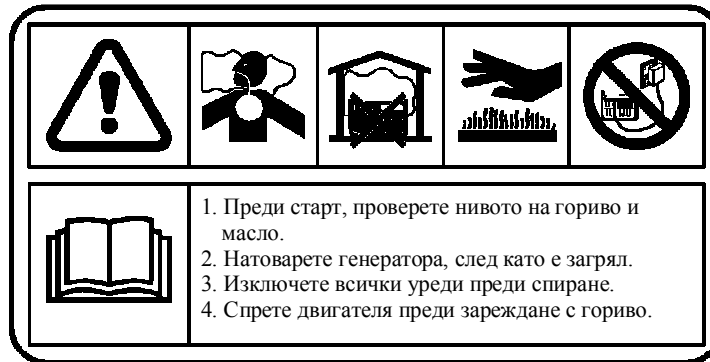 1. Преди старт, проверете нивото на гориво и
масло.
2. Натоварете генератора, след като е загрял.
3. Изключете всички уреди преди спиране.
4. Спрете двигателя преди зареждане с гориво.